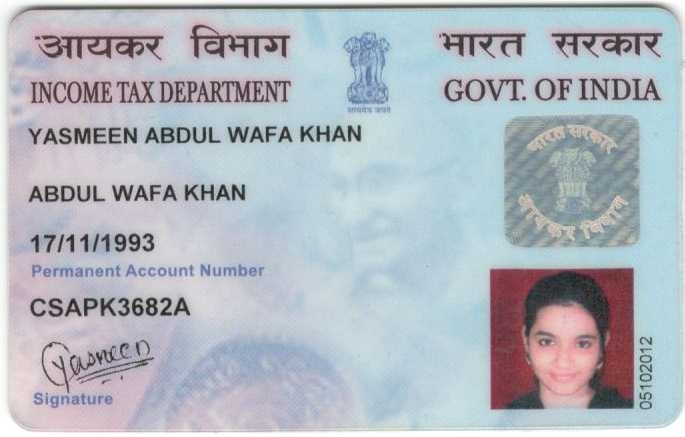 आयकर विभाग
भारत सरकार
INCOME TAX DEPARTMENT
GOVT. OF INDIA
सत्यमेव जयते
YASMEEN ABDUL WAFA KHAN
भारत सरकार
ABDUL WAFA KHAN
आयकर विभाग
17/11/1993
Permanent Account Number
CSAPK3682A
Yasmeen
Signature
05102012